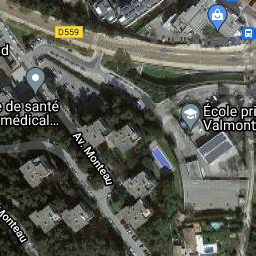 D559
d
e de santé
médical...
École pri
Valmont
Av. Monteau
Monteau